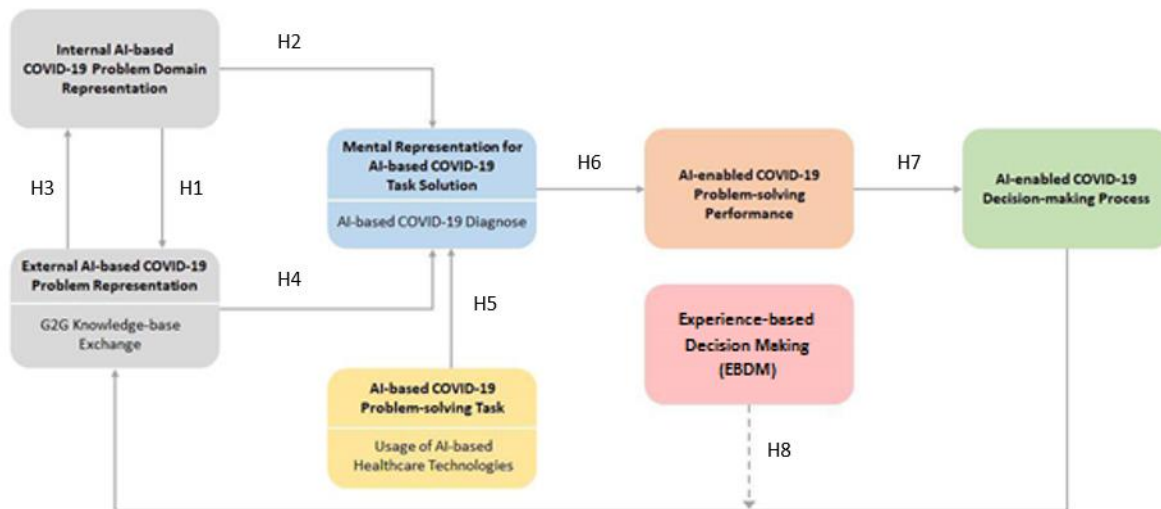 Internal AI-based
COVID-19 Problem Domain
Representation
H2
H3
H1
External AI-based COVID-19
Problem Representation
G2G Knowledge-base
Exchange
H4
Mental Representation for
AI-based COVID-19
Task Solution
AI-based COVID-19 Diagnose
H5
AI-based COVID-19
Problem-solving Task
Usage of AI-based
Healthcare Technologies
H6
AI-enabled COVID-19
Problem-solving
Performance
H7
AI-enabled COVID-19
Decision-making Process
Experience-based
Decision Making
(EBDM)
H8